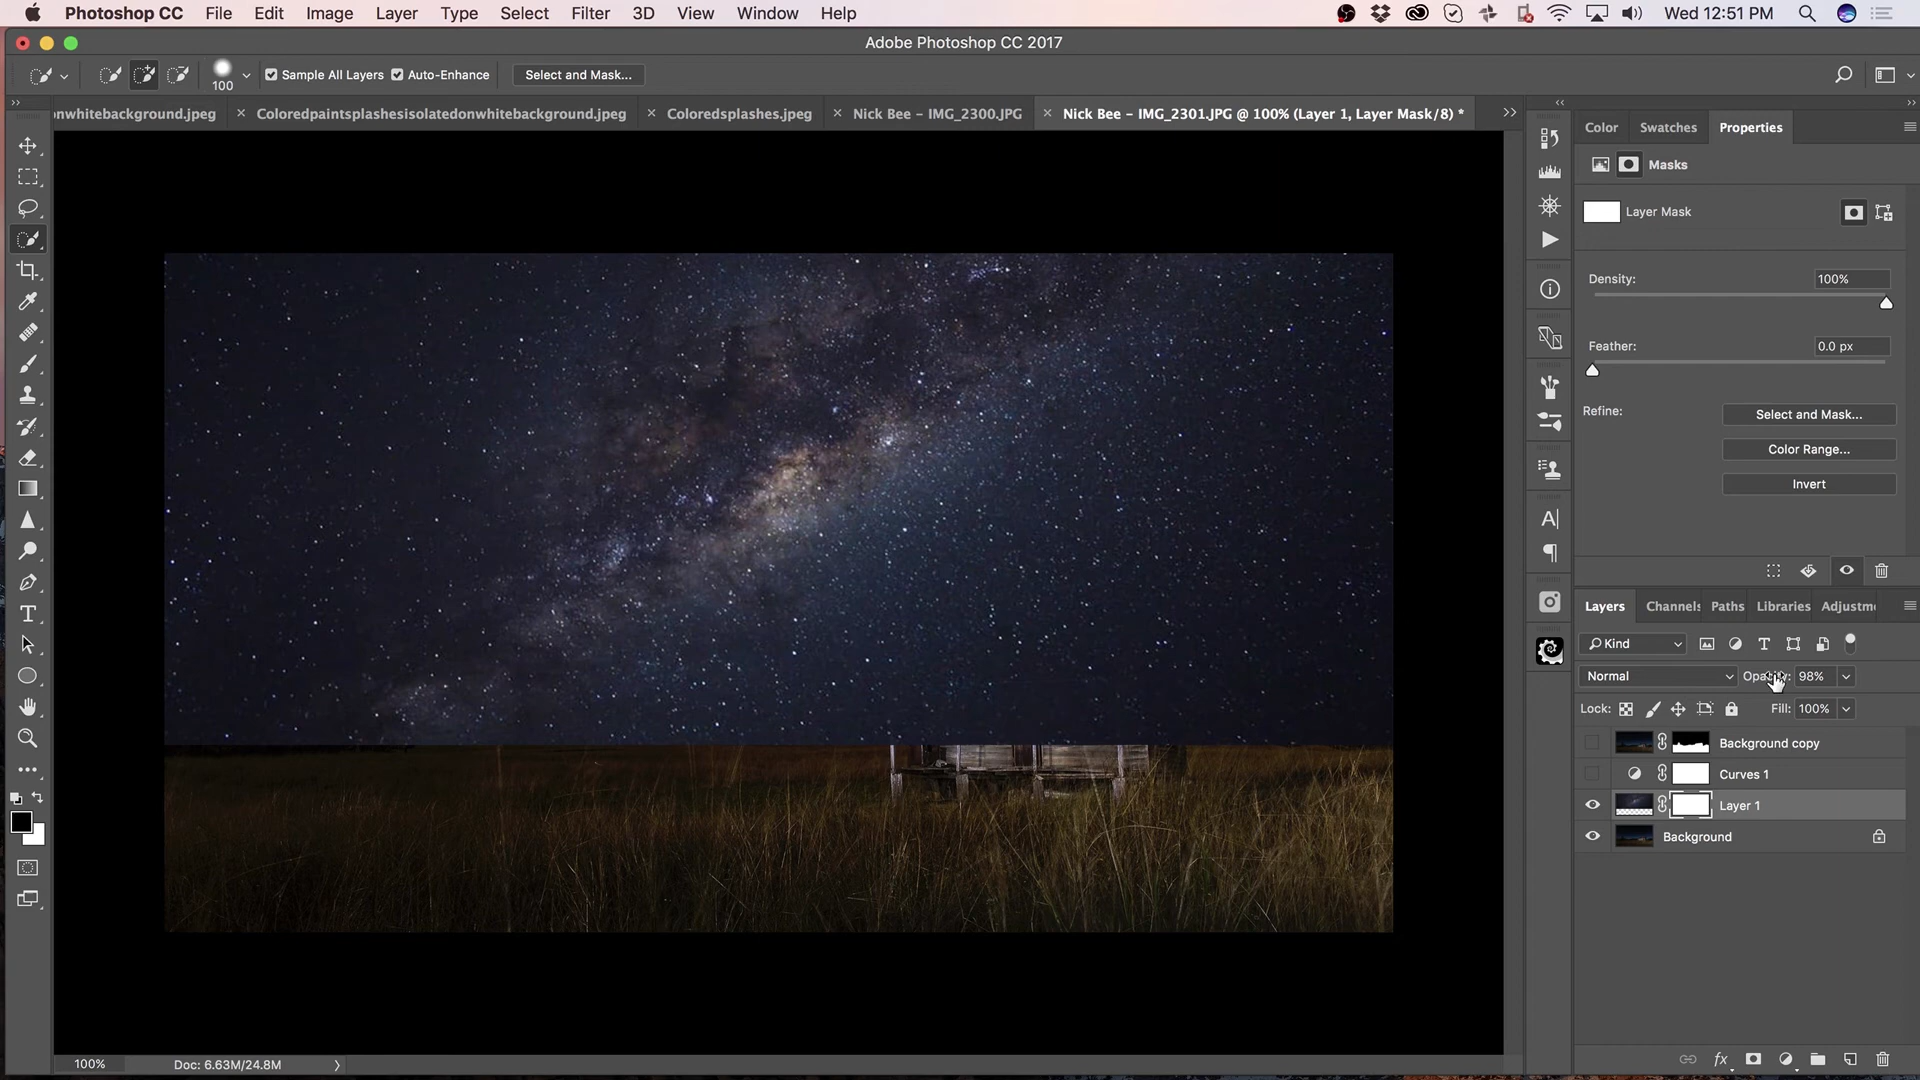 Photoshop CC File Edit Image Layer Type Select Filter 3D View Window Help Wed 12:51 PM
Adobe Photoshop CC 2017
100 Sample All Layers Auto-Enhance Select and Mask...
onwhitebackground.jpeg Coloredpaintsplashesisolatedonwhitebackground.jpeg Coloredsplashes.jpeg Nick Bee – IMG_2300.JPG Nick Bee – IMG_2301.JPG @ 100% (Layer 1, Layer Mask/8) *
Color Swatches Properties
Masks
Layer Mask
Density: 100%
Feather: 0.0 px
Refine: Select and Mask...
Color Range...
Invert
Layers Channels Paths Libraries Adjustm
Kind
Normal Opacity: 98%
Lock: Fill: 100%
Background copy
Curves 1
Layer 1
Background
100% Doc: 6.63M/24.8M